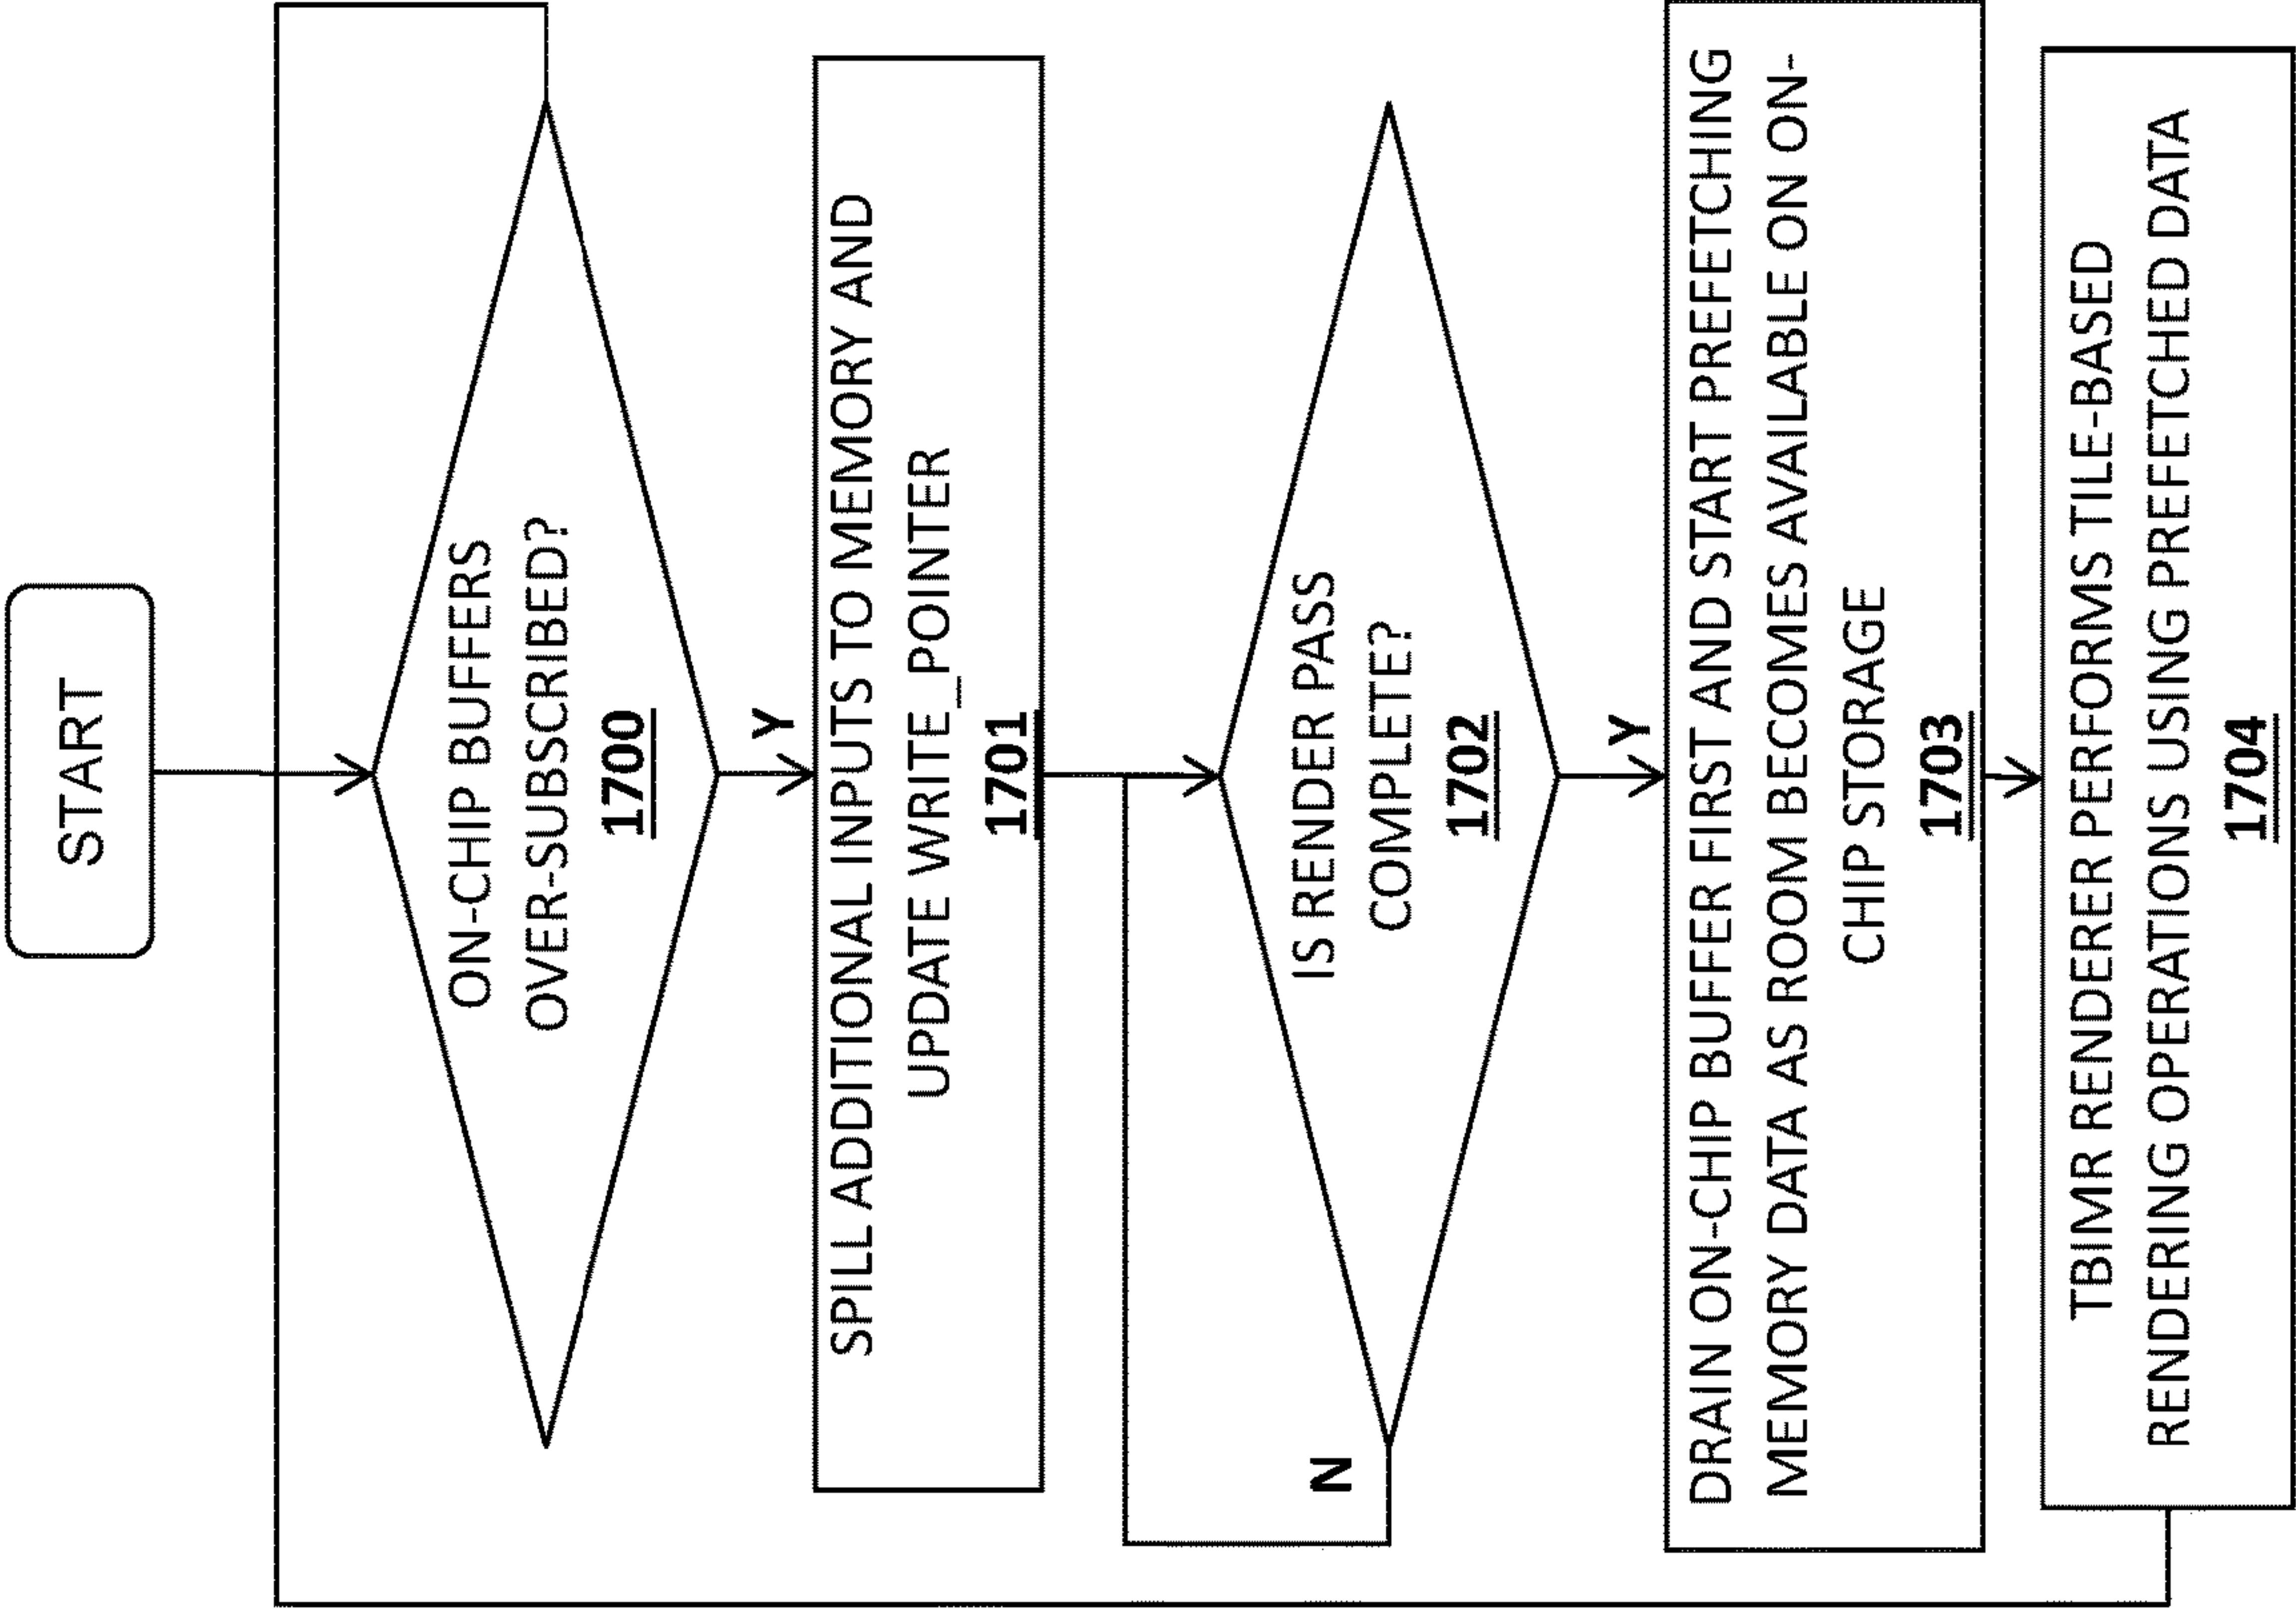 START
ON-CHIP BUFFERS
OVER-SUBSCRIBED?
1700
Y
SPILL ADDITIONAL INPUTS TO MEMORY AND
UPDATE WRITE_POINTER
1701
IS RENDER PASS
COMPLETE?
1702
N
Y
DRAIN ON-CHIP BUFFER FIRST AND START PREFETCHING
MEMORY DATA AS ROOM BECOMES AVAILABLE ON ON-
CHIP STORAGE
1703
TBIMR RENDERER PERFORMS TILE-BASED
RENDERING OPERATIONS USING PREFETCHED DATA
1704